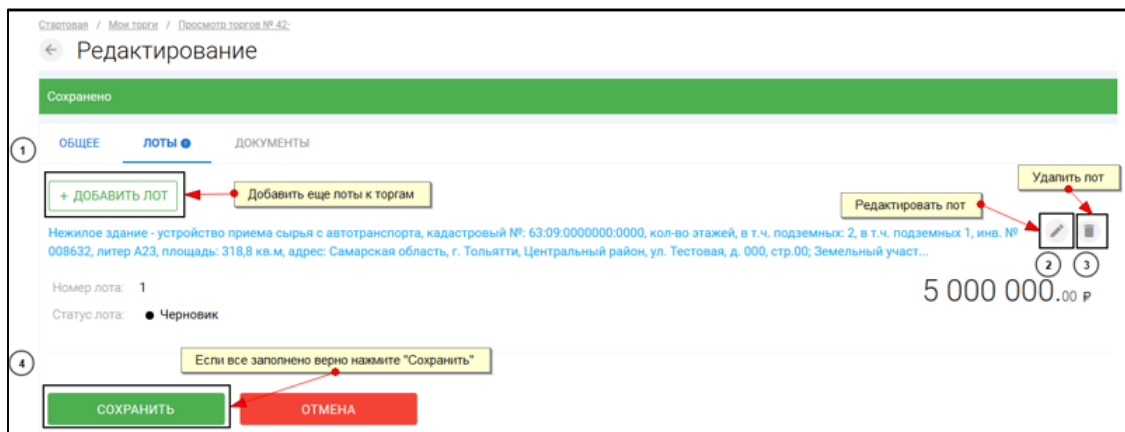 Стартовая / Мои торги / Просмотр торгов № 42-
← Редактирование
Сохранено
1
ОБЩЕЕ ЛОТЫ ДОКУМЕНТЫ
Удалить лот
+ ДОБАВИТЬ ЛОТ Добавить еще лоты к торгам
Редактировать лот
Нежилое здание - устройство приема сырья с автотранспорта, кадастровый №: 63:09:0000000:0000, кол-во этажей, в т.ч. подземных: 2, в т.ч. подземных 1, инв. №
008632, литер А23, площадь: 318,8 кв.м, адрес: Самарская область, г. Тольятти, Центральный район, ул. Тестовая, д. 000, стр.00; Земельный участ...
2 3
Номер лота: 1
5 000 000.00 ₽
Статус лота: ● Черновик
4
Если все заполнено верно нажмите "Сохранить"
СОХРАНИТЬ ОТМЕНА